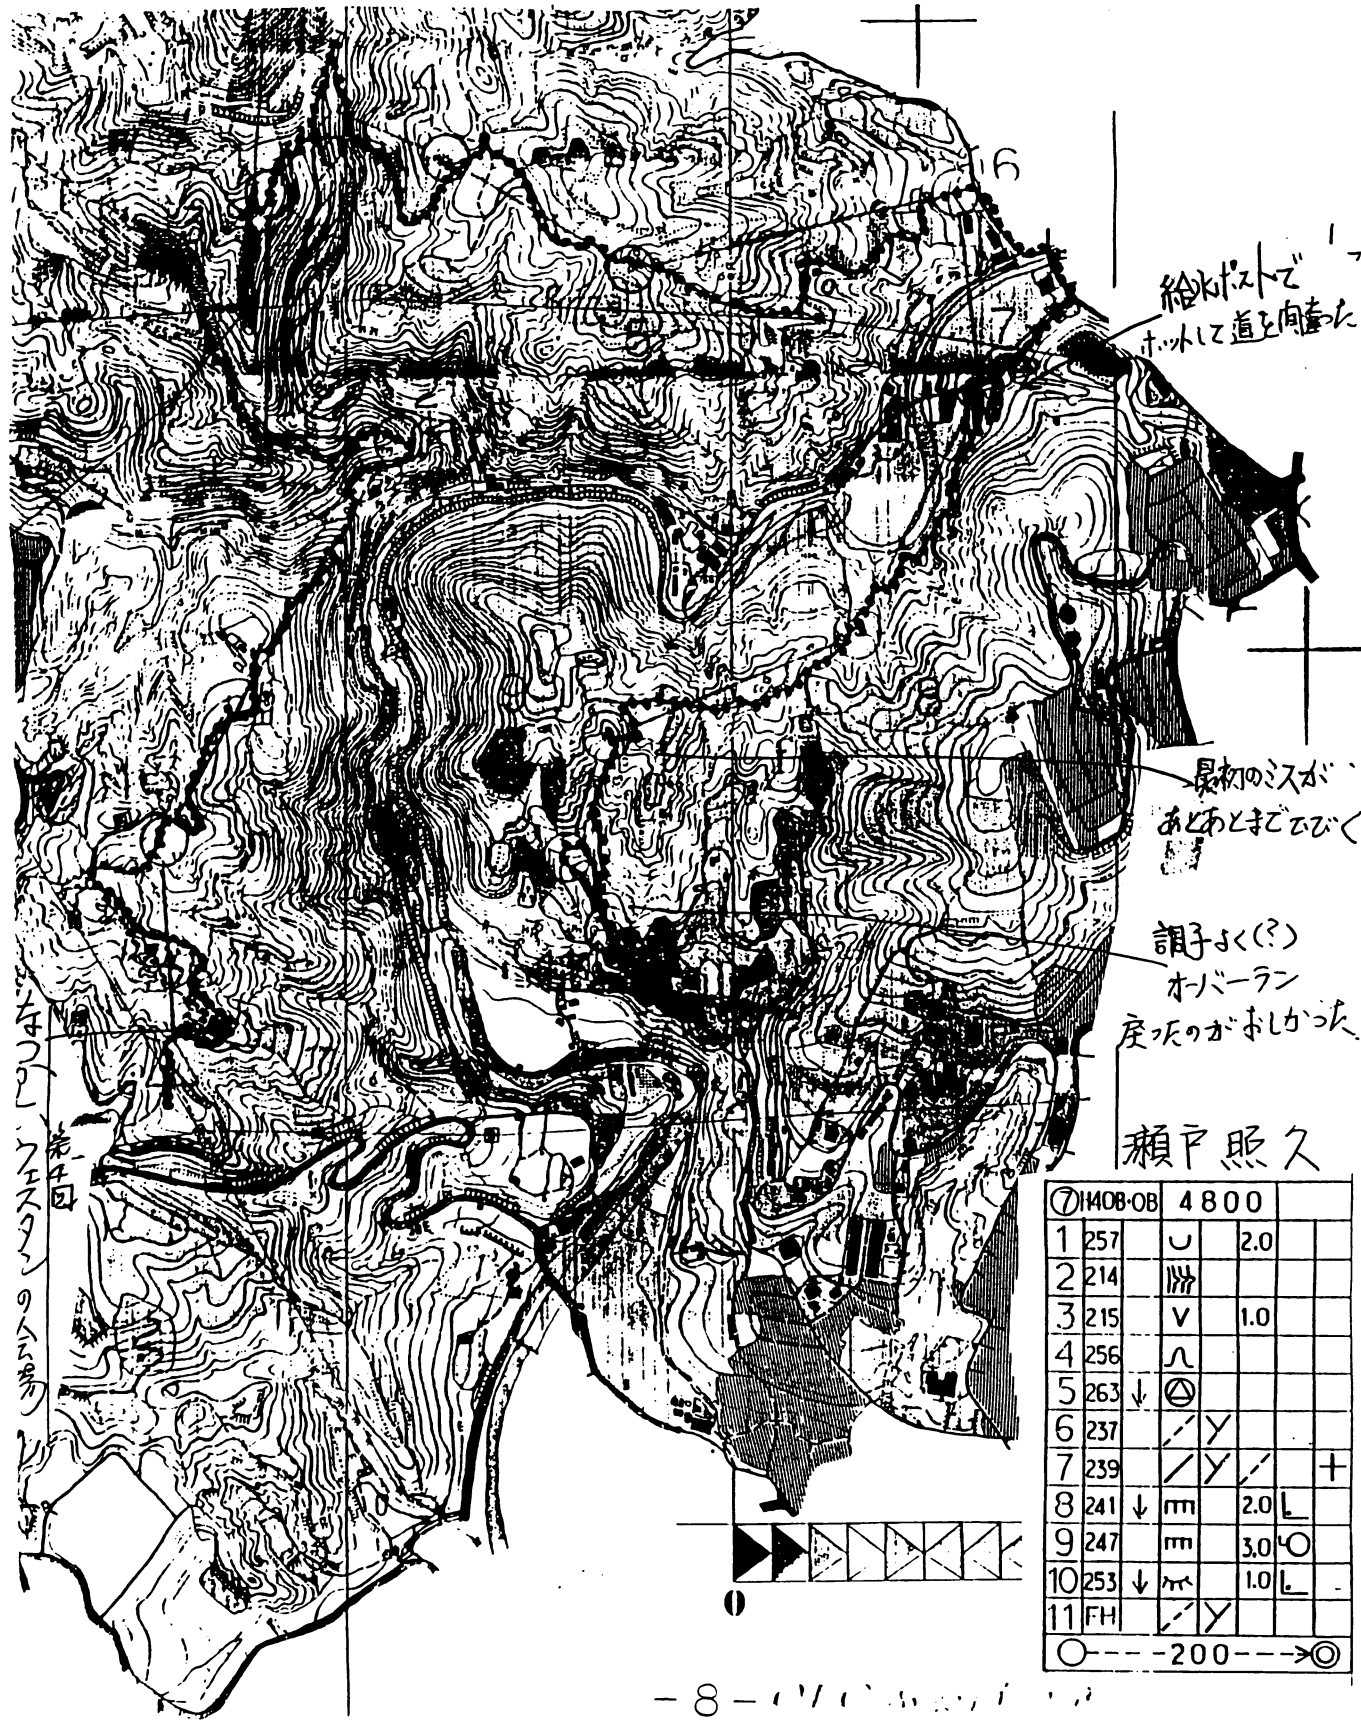 6
7
給水ポストで
ホットして道を間違った
最初のミスが
あとあとまでひびく
調子よく(?)
オーバーラン
戻ったのがおしかった.
なつかし
第4回
フェスタンの会場
瀬戸照久
⑦ H40B·OB 4800
1 257 2.0
2 214
3 215 V 1.0
4 256
5 263 ↓
6 237
7 239
8 241 ↓ 2.0
9 247 3.0
10 253 ↓ 1.0
11 FH
○----200---→◎
0
-8-